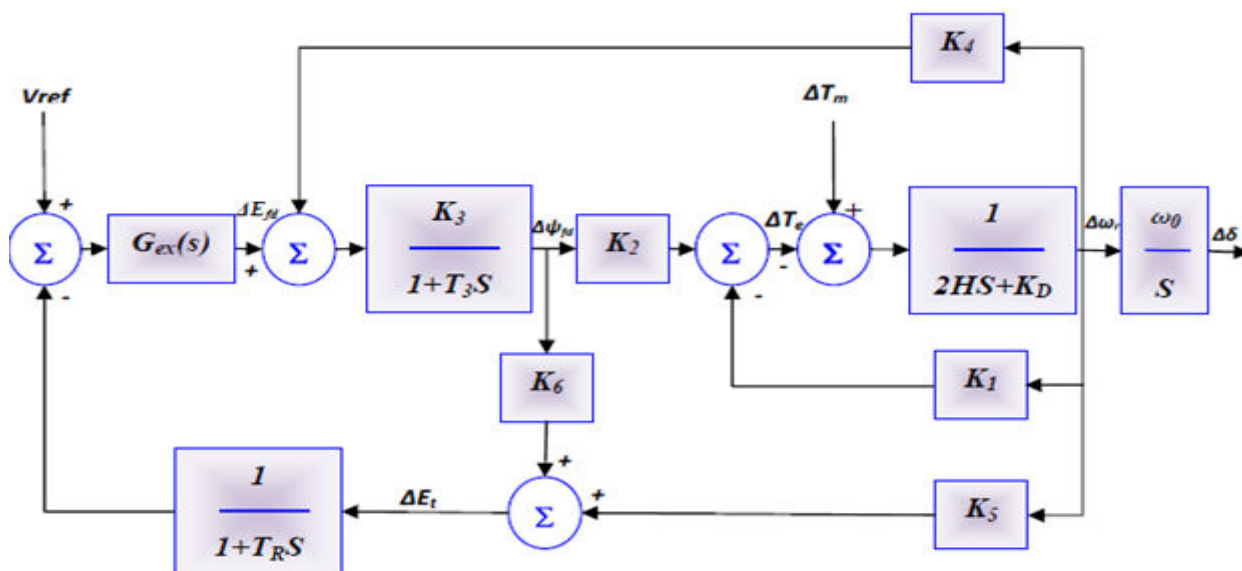 K4
Vref
ΔTm
+
Σ
-
Gex(s)
ΔEfd
+
Σ
K3
1+T3S
Δψfd
K2
Σ
-
ΔTe
-
+
Σ
1
2HS+KD
Δωr
ω0
S
Δδ
K6
K1
+
Σ
+
ΔEt
K5
1
1+TRS